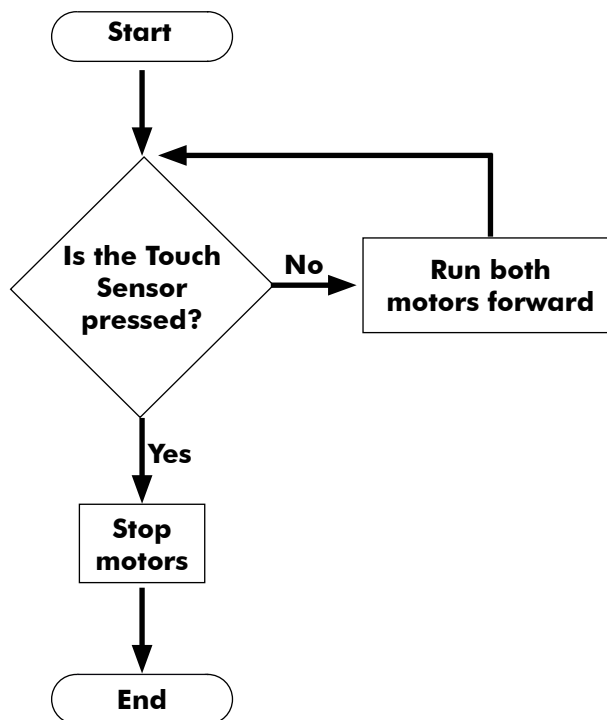 Start
Is the Touch
Sensor
pressed?
No
Run both
motors forward
Yes
Stop
motors
End